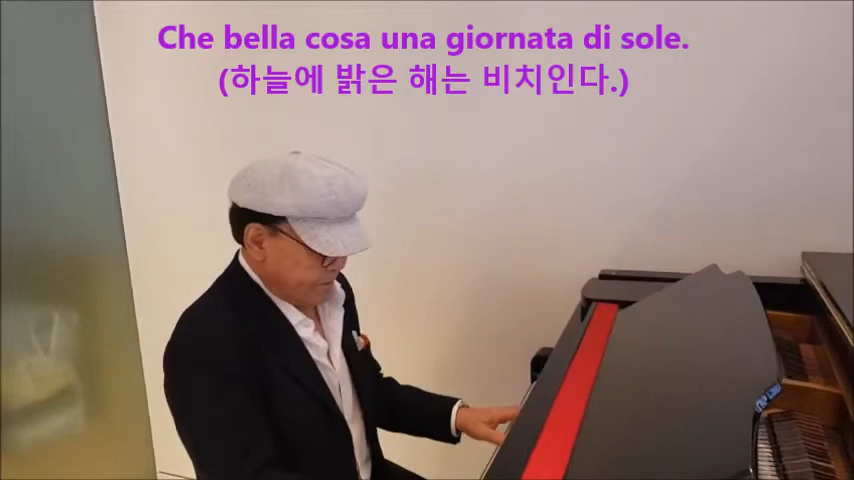 Che bella cosa una giornata di sole.
(하늘에 밝은 해는 비치인다.)